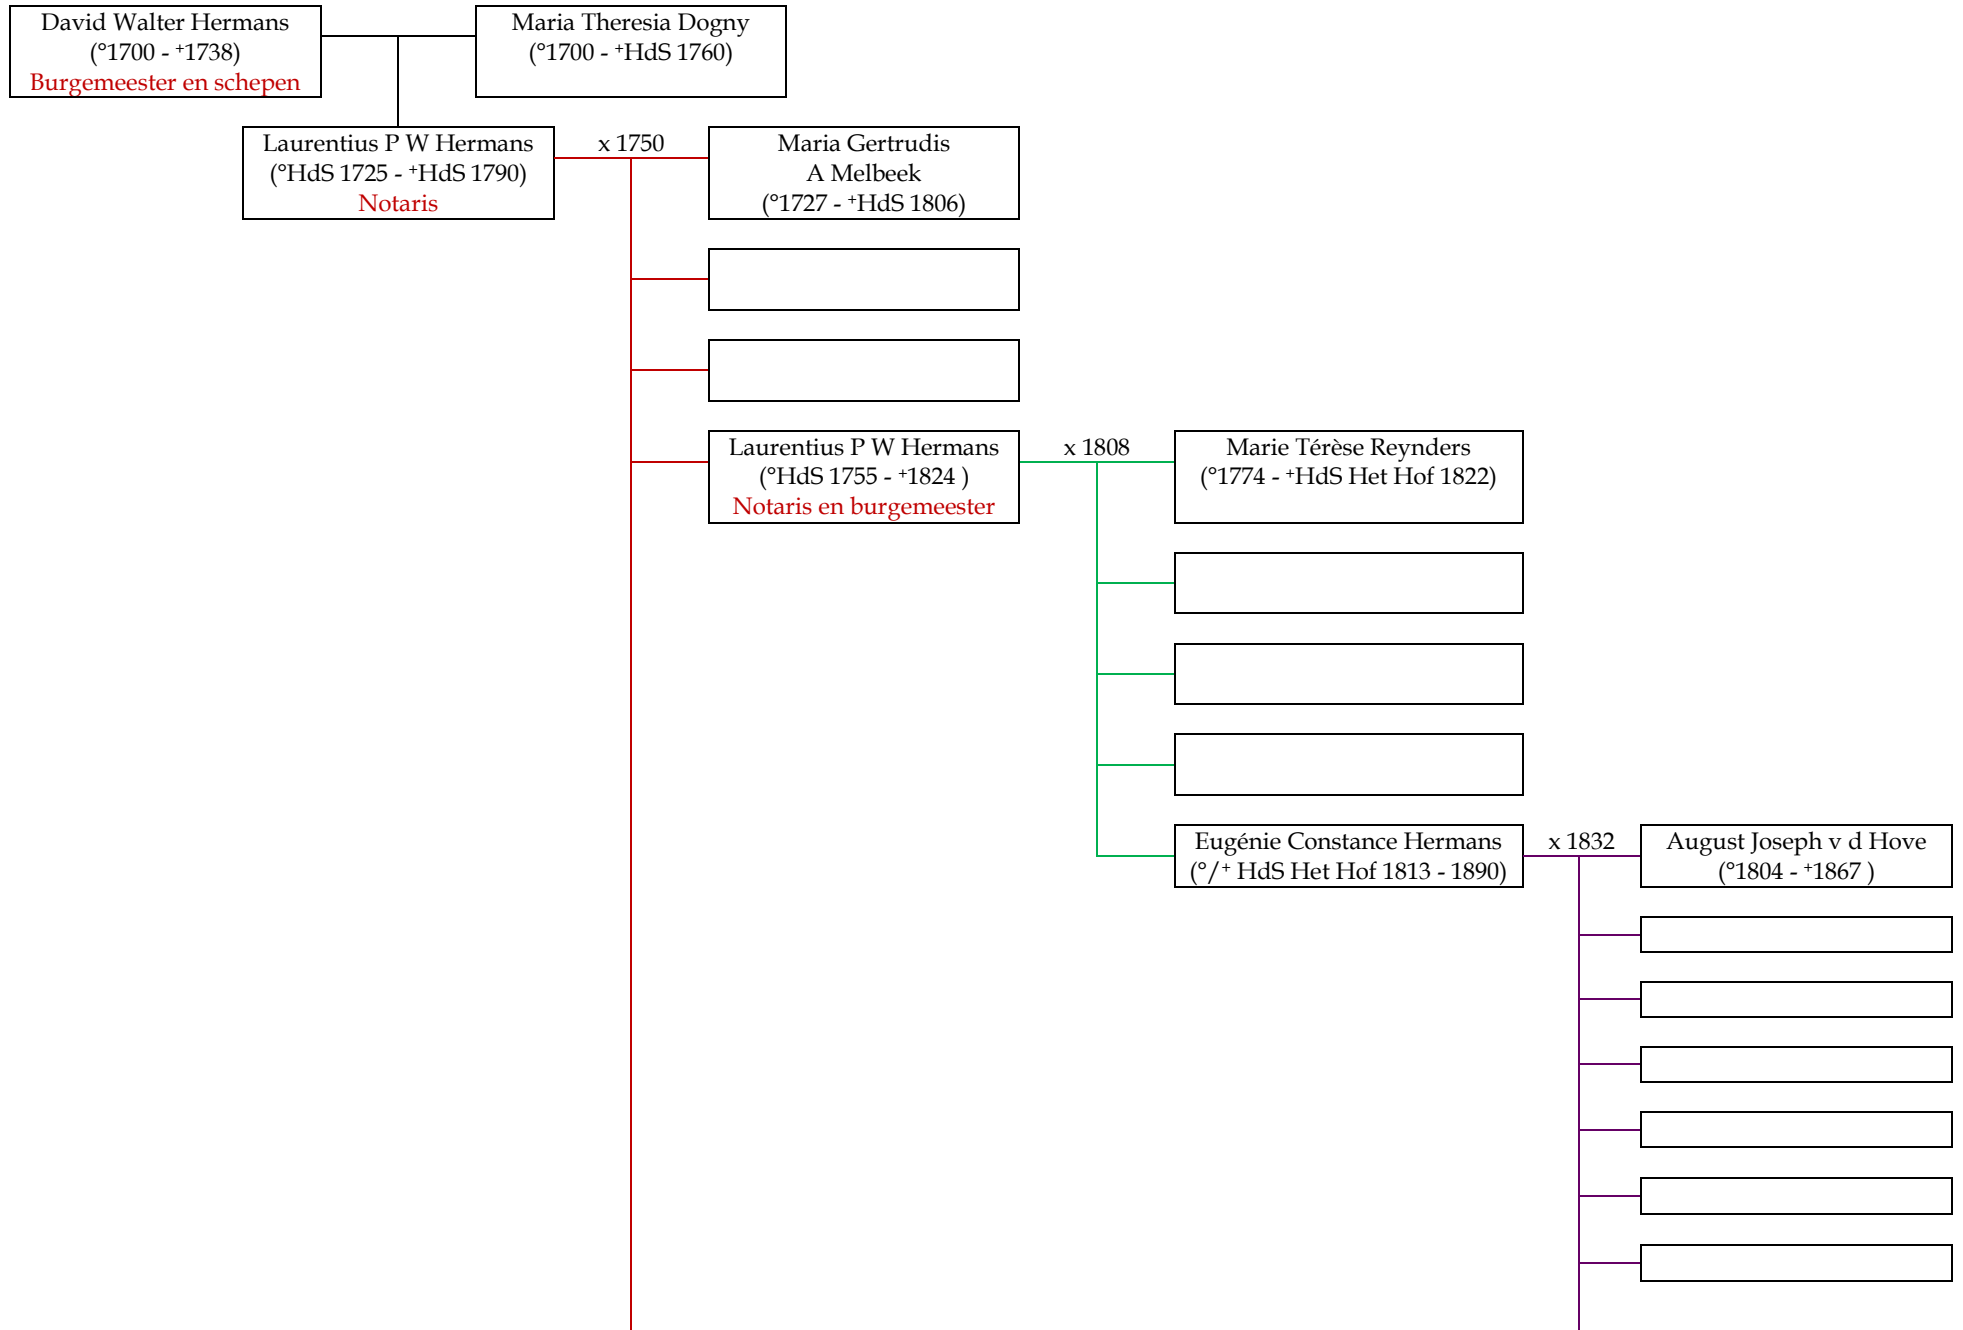 David Walter Hermans
(°1700 - ⁺1738)
Burgemeester en schepen
Maria Theresia Dogny
(°1700 - ⁺HdS 1760)
Laurentius P W Hermans
(°HdS 1725 - ⁺HdS 1790)
Notaris
x 1750
Maria Gertrudis
A Melbeek
(°1727 - ⁺HdS 1806)
Laurentius P W Hermans
(°HdS 1755 - ⁺1824 )
Notaris en burgemeester
x 1808
Marie Térèse Reynders
(°1774 - ⁺HdS Het Hof 1822)
Eugénie Constance Hermans
(°/⁺ HdS Het Hof 1813 - 1890)
x 1832
August Joseph v d Hove
(°1804 - ⁺1867 )